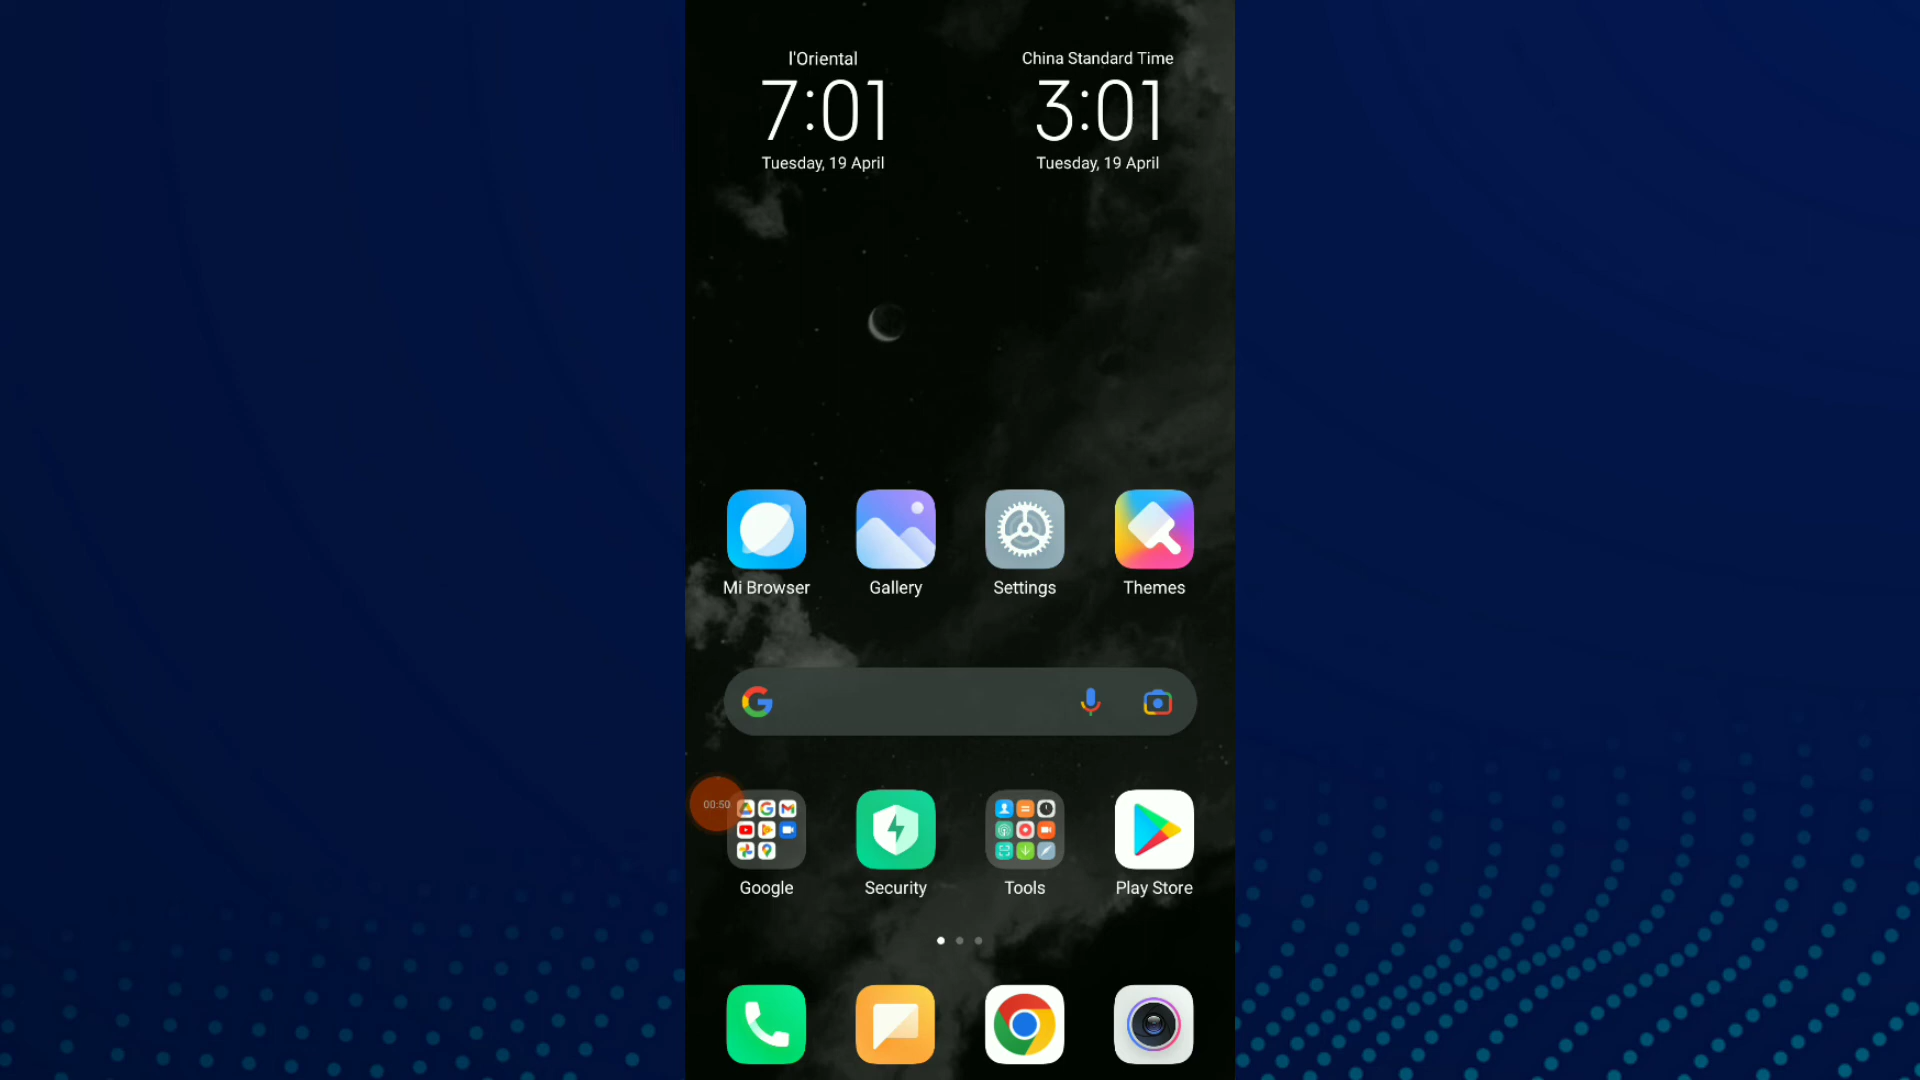 l'Oriental
7:01
Tuesday, 19 April
China Standard Time
3:01
Tuesday, 19 April
Mi Browser
Gallery
Settings
Themes
00:50
Google
Security
Tools
Play Store